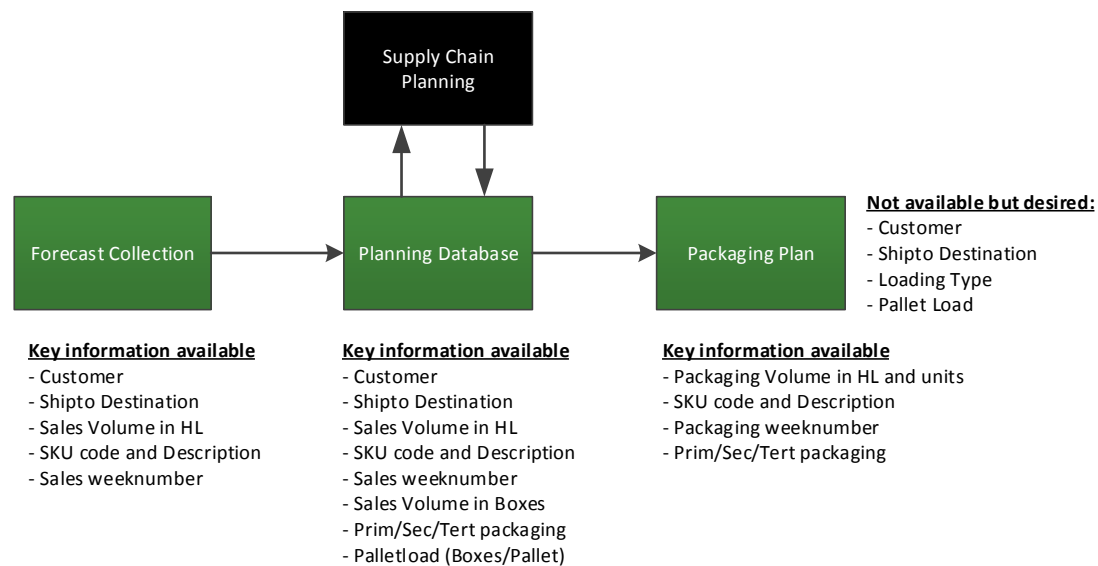 Supply Chain
Planning
Forecast Collection
Planning Database
Packaging Plan
Not available but desired:
- Customer
- Shipto Destination
- Loading Type
- Pallet Load
Key information available
- Customer
- Shipto Destination
- Sales Volume in HL
- SKU code and Description
- Sales weeknumber
Key information available
- Customer
- Shipto Destination
- Sales Volume in HL
- SKU code and Description
- Sales weeknumber
- Sales Volume in Boxes
- Prim/Sec/Tert packaging
- Palletload (Boxes/Pallet)
Key information available
- Packaging Volume in HL and units
- SKU code and Description
- Packaging weeknumber
- Prim/Sec/Tert packaging